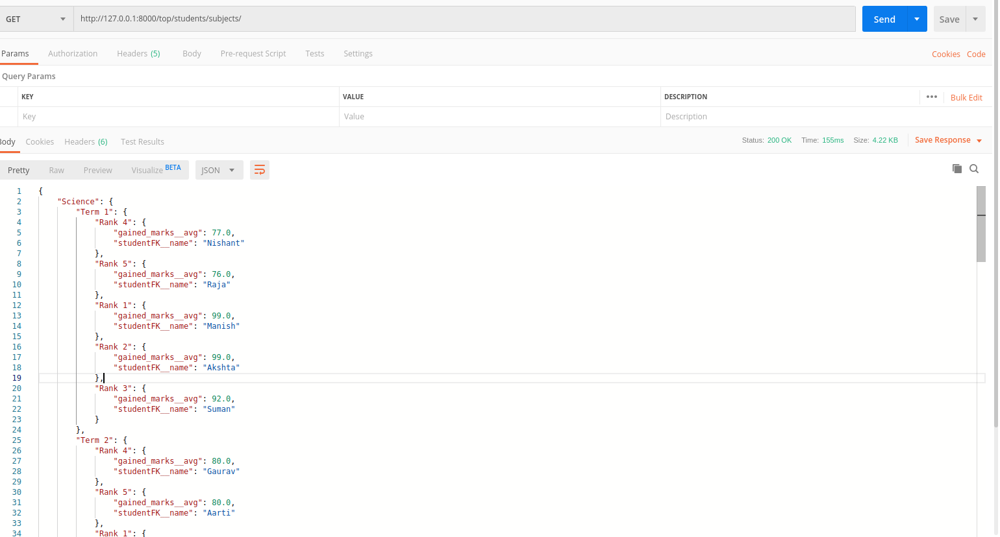 GET http://127.0.0.1:8000/top/students/subjects/ Send Save
Params Authorization Headers (5) Body Pre-request Script Tests Settings Cookies Code
Query Params
KEY VALUE DESCRIPTION ••• Bulk Edit
Key Value Description
Body Cookies Headers (6) Test Results Status: 200 OK Time: 155ms Size: 4.22 KB Save Response
Pretty Raw Preview Visualize BETA JSON
1 {
2 "Science": {
3 "Term 1": {
4 "Rank 4": {
5 "gained_marks__avg": 77.0,
6 "studentFK__name": "Nishant"
7 },
8 "Rank 5": {
9 "gained_marks__avg": 76.0,
10 "studentFK__name": "Raja"
11 },
12 "Rank 1": {
13 "gained_marks__avg": 99.0,
14 "studentFK__name": "Manish"
15 },
16 "Rank 2": {
17 "gained_marks__avg": 99.0,
18 "studentFK__name": "Akshta"
19 },
20 "Rank 3": {
21 "gained_marks__avg": 92.0,
22 "studentFK__name": "Suman"
23 }
24 },
25 "Term 2": {
26 "Rank 4": {
27 "gained_marks__avg": 80.0,
28 "studentFK__name": "Gaurav"
29 },
30 "Rank 5": {
31 "gained_marks__avg": 80.0,
32 "studentFK__name": "Aarti"
33 },
34 "Rank 1": {